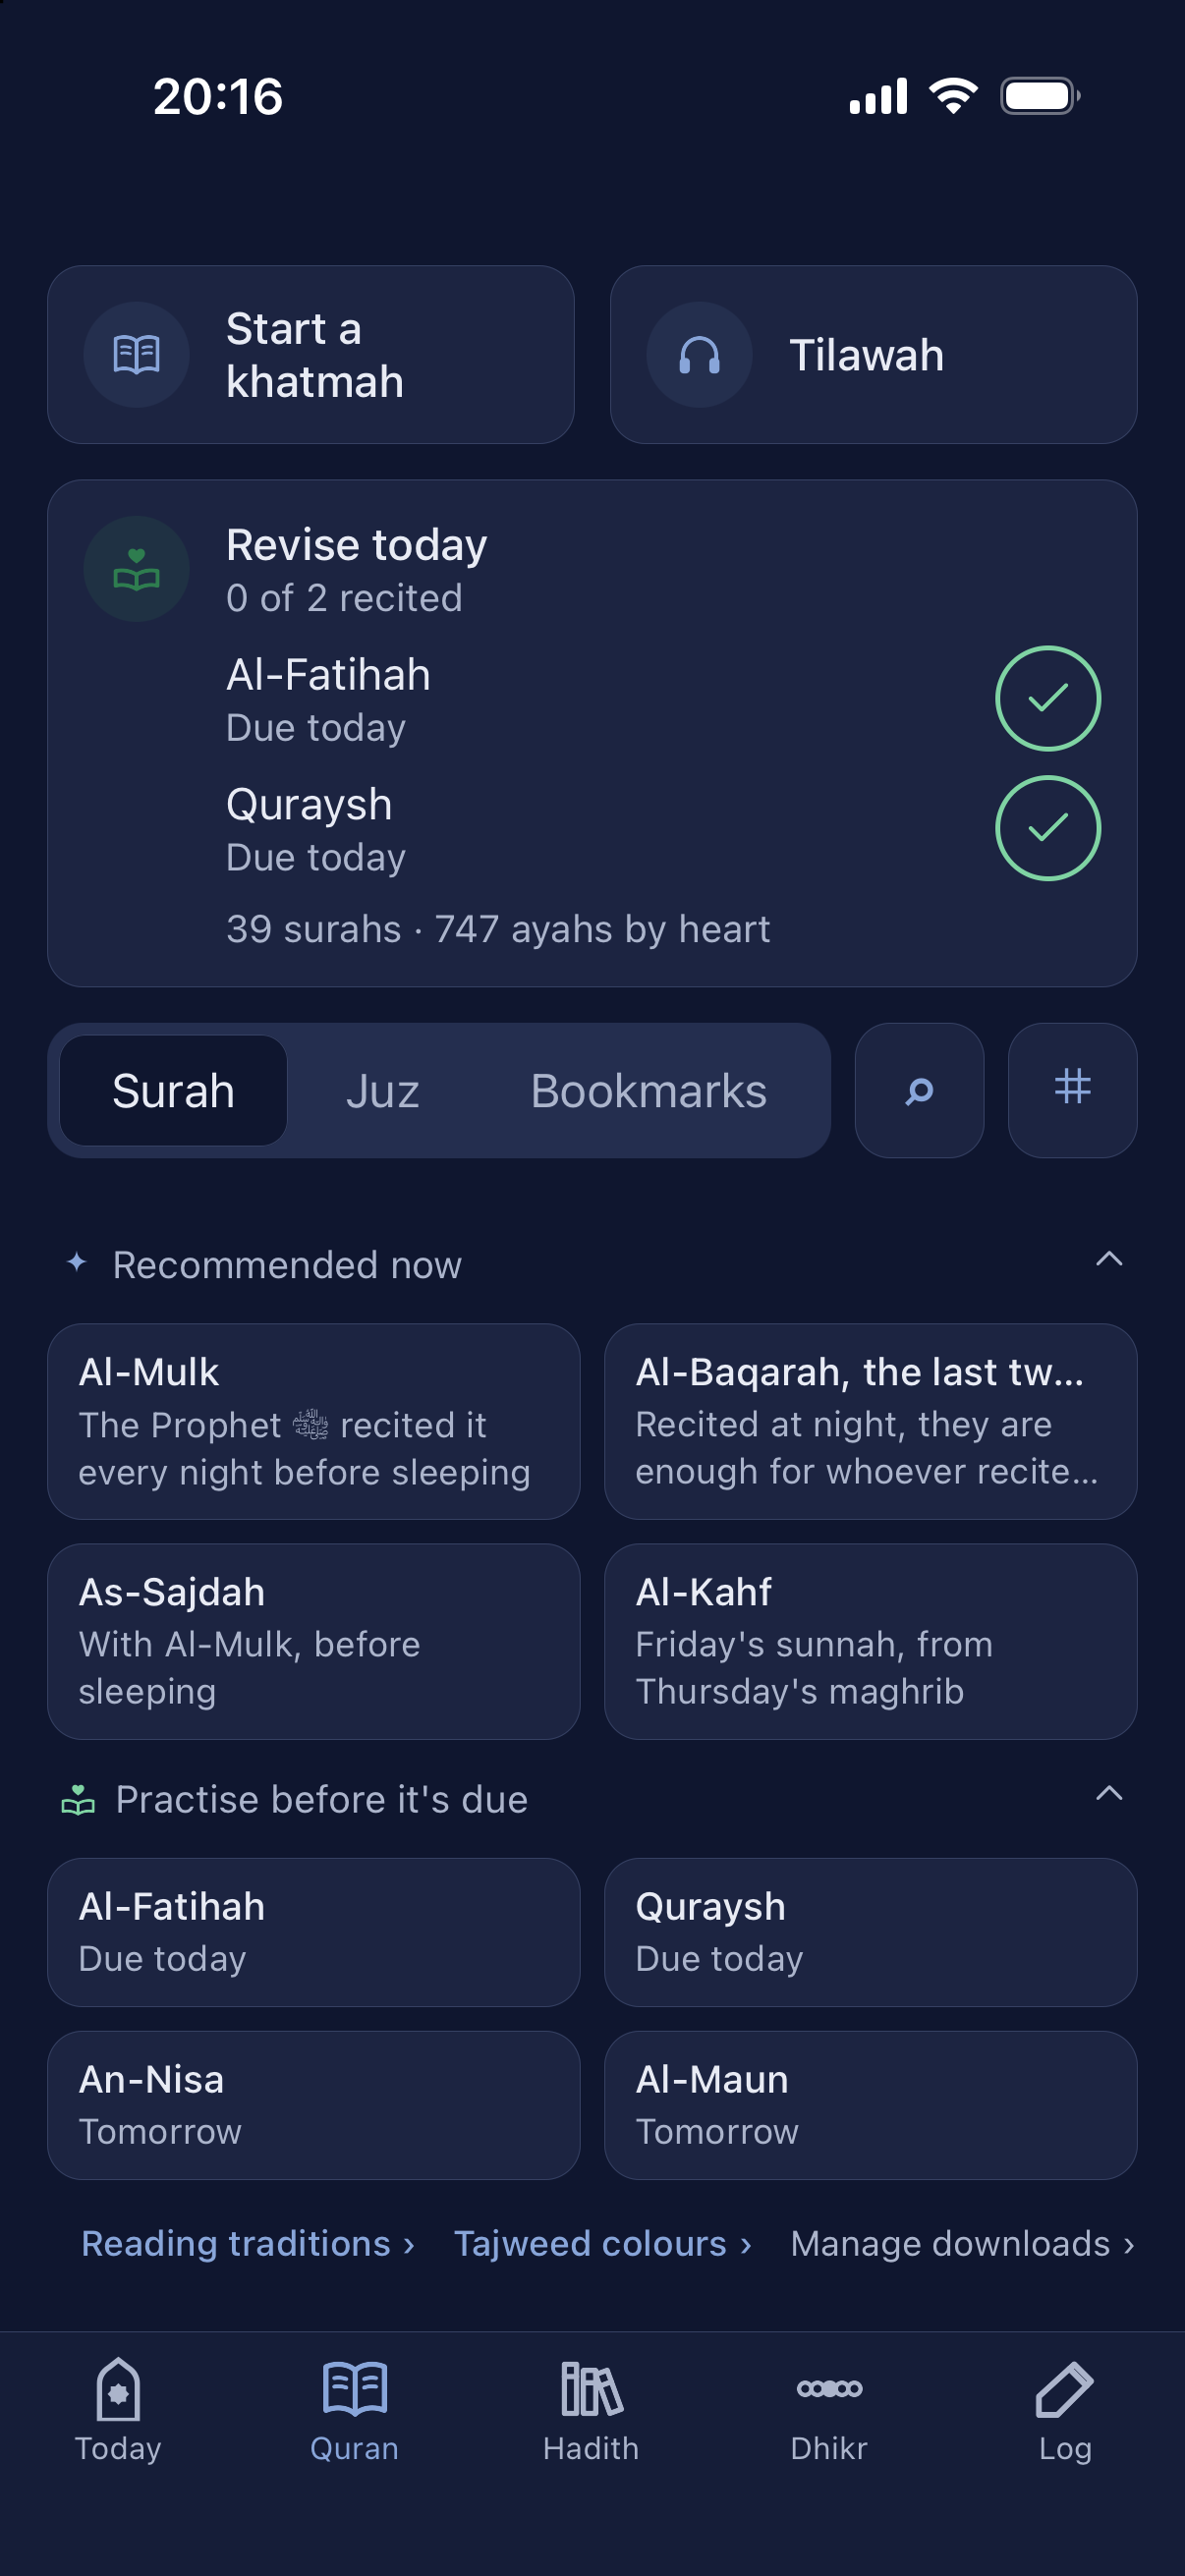 20:16
Start a
khatmah
Tilawah
Revise today
0 of 2 recited
Al-Fatihah
Due today
Quraysh
Due today
39 surahs · 747 ayahs by heart
Surah
Juz
Bookmarks
Recommended now
Al-Mulk
The Prophet ﷺ recited it
every night before sleeping
Al-Baqarah, the last tw...
Recited at night, they are
enough for whoever recite...
As-Sajdah
With Al-Mulk, before
sleeping
Al-Kahf
Friday's sunnah, from
Thursday's maghrib
Practise before it's due
Al-Fatihah
Due today
Quraysh
Due today
An-Nisa
Tomorrow
Al-Maun
Tomorrow
Reading traditions ›
Tajweed colours ›
Manage downloads ›
Today
Quran
Hadith
Dhikr
Log